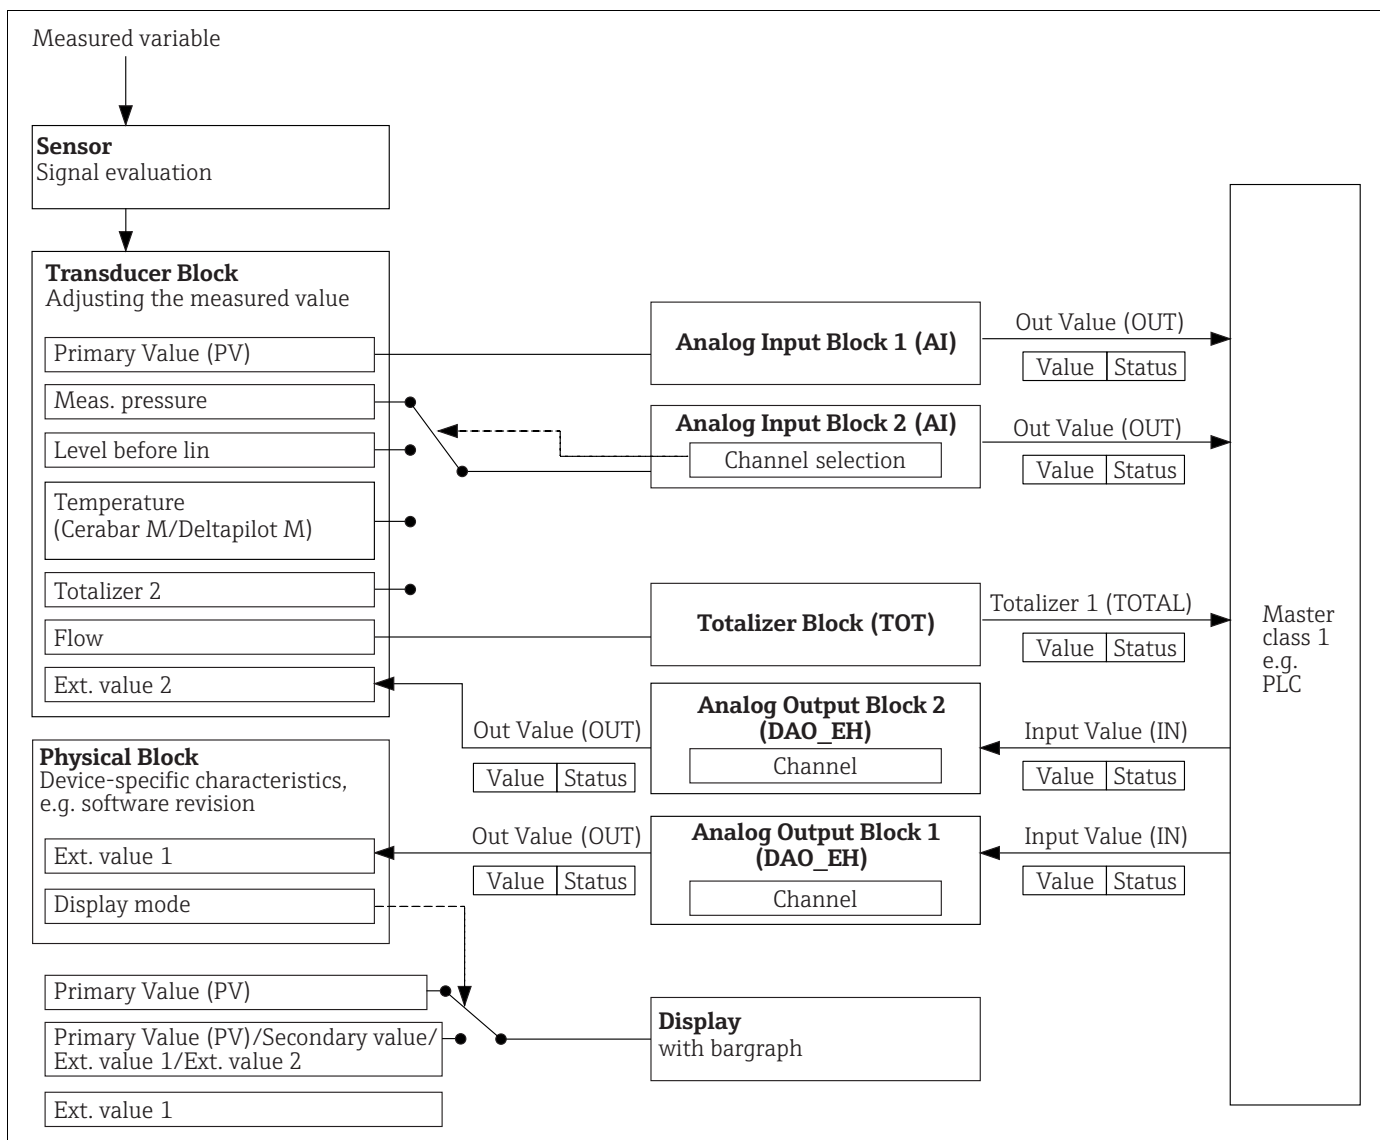 Measured variable
Sensor
Signal evaluation
Transducer Block
Adjusting the measured value
Primary Value (PV)
Meas. pressure
Level before lin
Temperature
(Cerabar M/Deltapilot M)
Totalizer 2
Flow
Ext. value 2
Physical Block
Device-specific characteristics,
e.g. software revision
Ext. value 1
Display mode
Primary Value (PV)
Primary Value (PV)/Secondary value/
Ext. value 1/Ext. value 2
Ext. value 1
Analog Input Block 1 (AI)
Out Value (OUT)
Value Status
Analog Input Block 2 (AI)
Channel selection
Out Value (OUT)
Value Status
Totalizer Block (TOT)
Totalizer 1 (TOTAL)
Value Status
Out Value (OUT)
Value Status
Analog Output Block 2
(DAO_EH)
Channel
Input Value (IN)
Value Status
Out Value (OUT)
Value Status
Analog Output Block 1
(DAO_EH)
Channel
Input Value (IN)
Value Status
Display
with bargraph
Master
class 1
e.g.
PLC